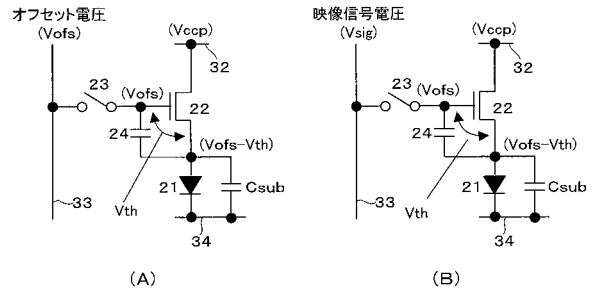 オフセット電圧
(Vofs)
(Vccp)
32
23
(Vofs)
22
24
(Vofs-Vth)
21
Csub
Vth
33
34
(A)
映像信号電圧
(Vsig)
(Vccp)
32
23
(Vofs)
22
24
(Vofs-Vth)
21
Csub
Vth
33
34
(B)